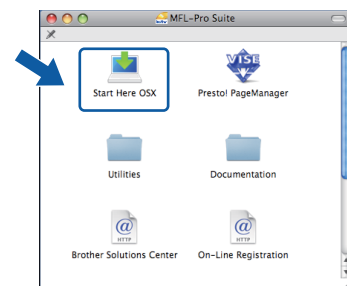 MFL-Pro Suite
Start Here OSX
VISE
Presto! PageManager
Utilities
Documentation
@
HTTP
@
HTTP
Brother Solutions Center
On-Line Registration